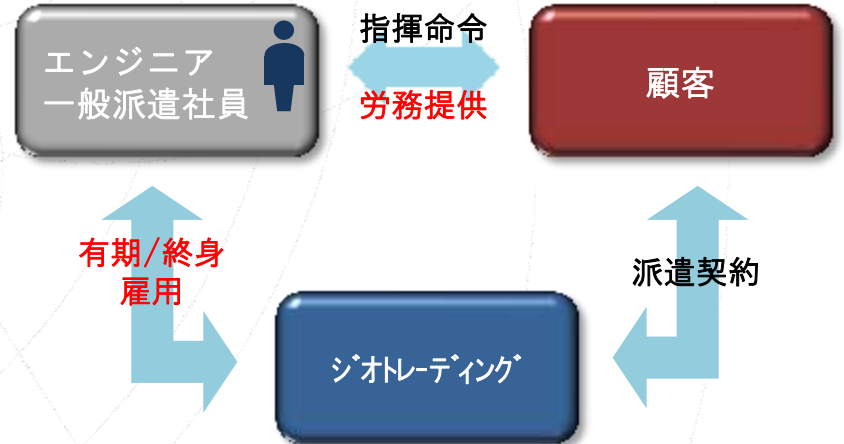 エンジニア
一般派遣社員
指揮命令
労務提供
顧客
有期/終身
雇用
派遣契約
ｼﾞｵﾄﾚｰﾃﾞｨﾝｸﾞ